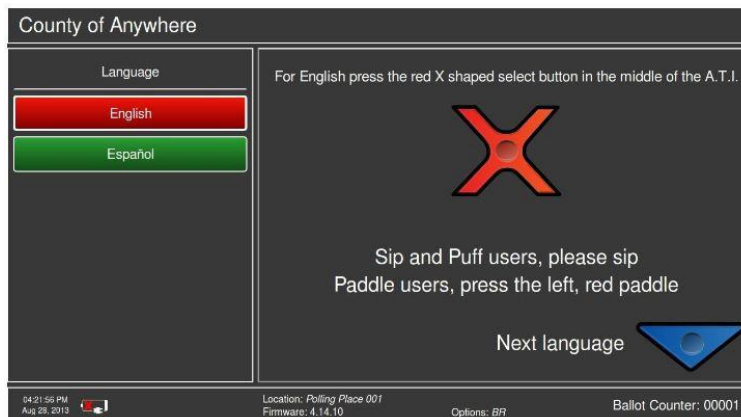 County of Anywhere
Language
English
Español
For English press the red X shaped select button in the middle of the A.T.I.
Sip and Puff users, please sip
Paddle users, press the left, red paddle
Next language
04:21:56 PM
Aug 28, 2013
Location: Polling Place 001
Firmware: 4.14.10
Options: BR
Ballot Counter: 00001